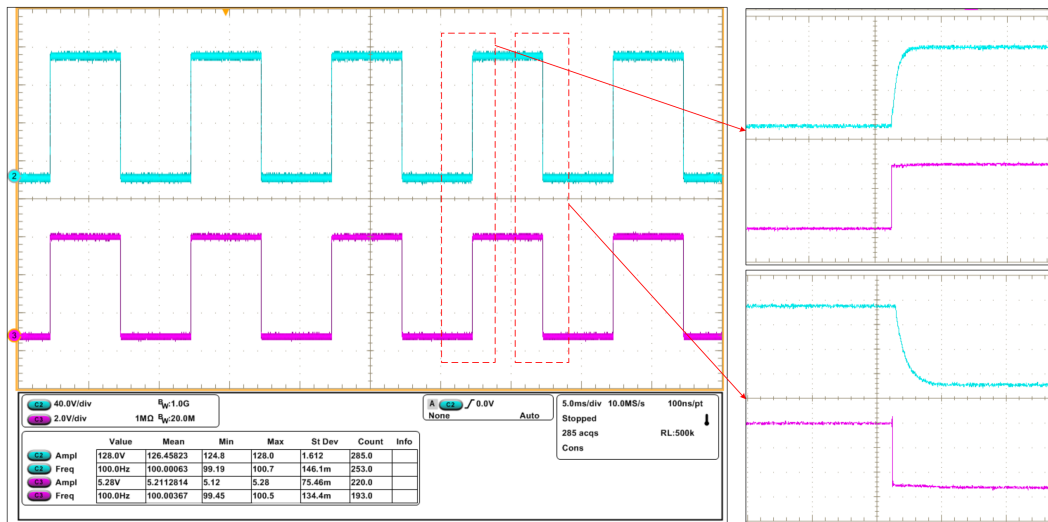 2
3
C2 40.0V/div BW:1.0G
C3 2.0V/div 1MΩ BW:20.0M
A C2 0.0V
None Auto
5.0ms/div 10.0MS/s 100ns/pt
Stopped
285 acqs RL:500k
Cons
Value Mean Min Max St Dev Count Info
C2 Ampl 128.0V 126.45823 124.8 128.0 1.612 285.0
C2 Freq 100.0Hz 100.00063 99.19 100.7 146.1m 253.0
C3 Ampl 5.28V 5.2112814 5.12 5.28 75.46m 220.0
C3 Freq 100.0Hz 100.00367 99.45 100.5 134.4m 193.0